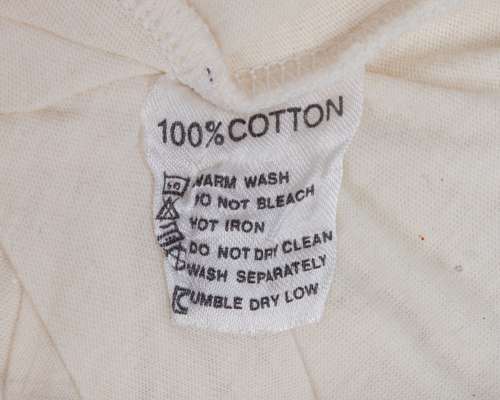 100% COTTON
WARM WASH
DO NOT BLEACH
HOT IRON
DO NOT DRY CLEAN
WASH SEPARATELY
TUMBLE DRY LOW